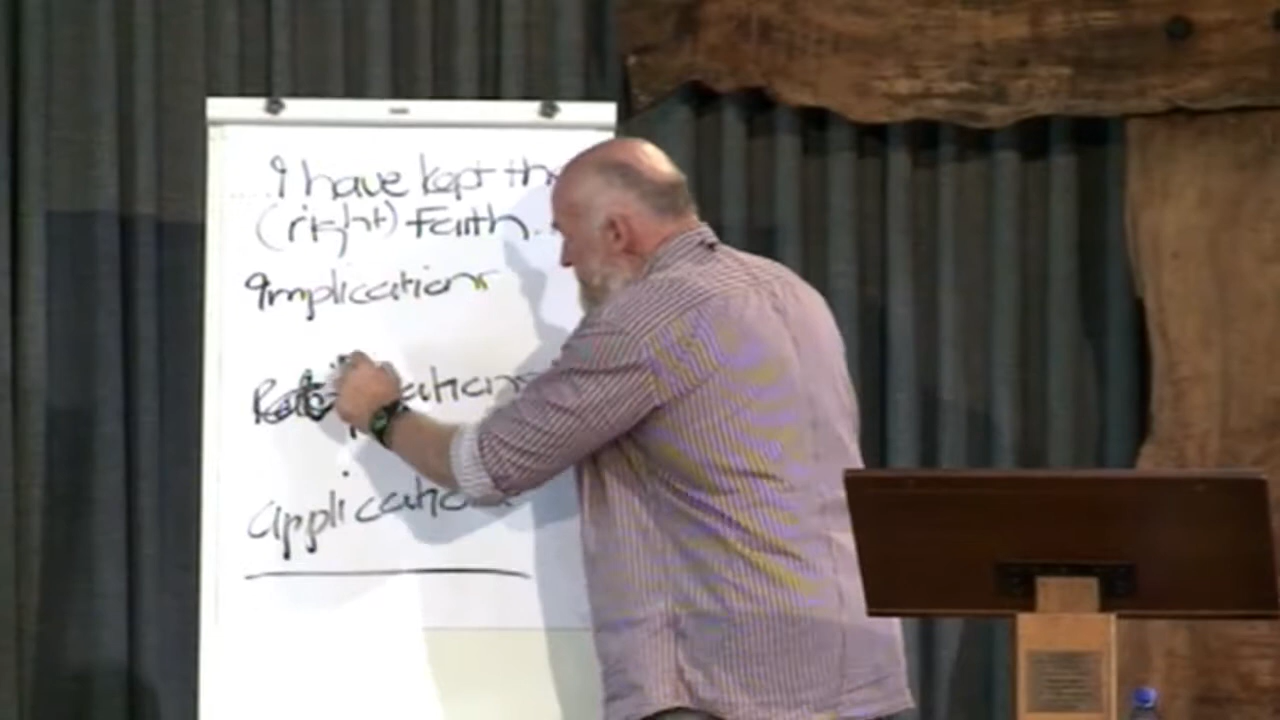 I have kept the
(right) Faith.
Implications
Applications